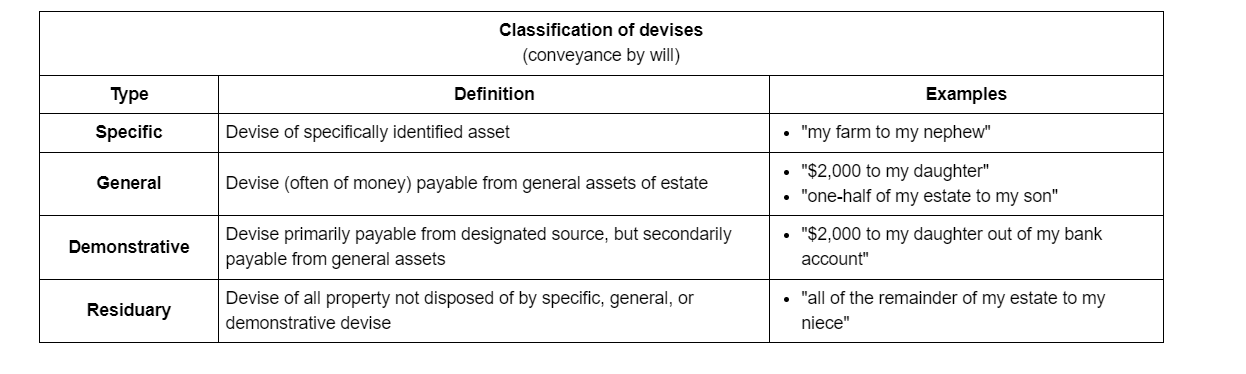 Classification of devises
(conveyance by will)
Type Definition Examples
Specific Devise of specifically identified asset • "my farm to my nephew"
General Devise (often of money) payable from general assets of estate • "$2,000 to my daughter"
• "one-half of my estate to my son"
Demonstrative Devise primarily payable from designated source, but secondarily
payable from general assets
• "$2,000 to my daughter out of my bank
account"
Residuary Devise of all property not disposed of by specific, general, or
demonstrative devise
• "all of the remainder of my estate to my
niece"